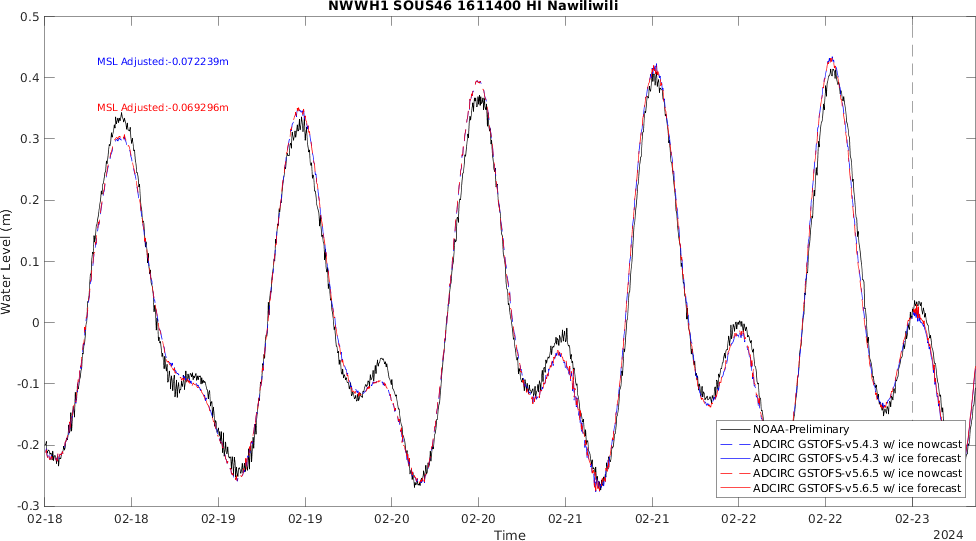 NWWH1 SOUS46 1611400 HI Nawiliwili
0.5
0.4
0.3
0.2
0.1
0
-0.1
-0.2
-0.3
Water Level (m)
MSL Adjusted:-0.072239m
MSL Adjusted:-0.069296m
NOAA-Preliminary
ADCIRC GSTOFS-v5.4.3 w/ ice nowcast
ADCIRC GSTOFS-v5.4.3 w/ ice forecast
ADCIRC GSTOFS-v5.6.5 w/ ice nowcast
ADCIRC GSTOFS-v5.6.5 w/ ice forecast
02-18 02-18 02-19 02-19 02-20 02-20 02-21 02-21 02-22 02-22 02-23
Time
2024